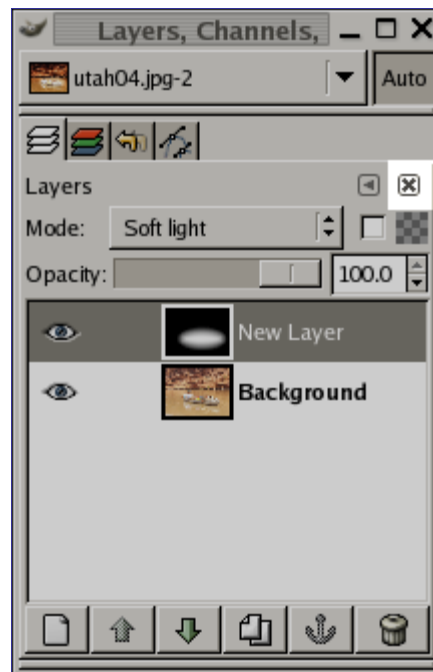 Layers, Channels,
utah04.jpg-2
Auto
Layers
Mode: Soft light
Opacity: 100.0
New Layer
Background